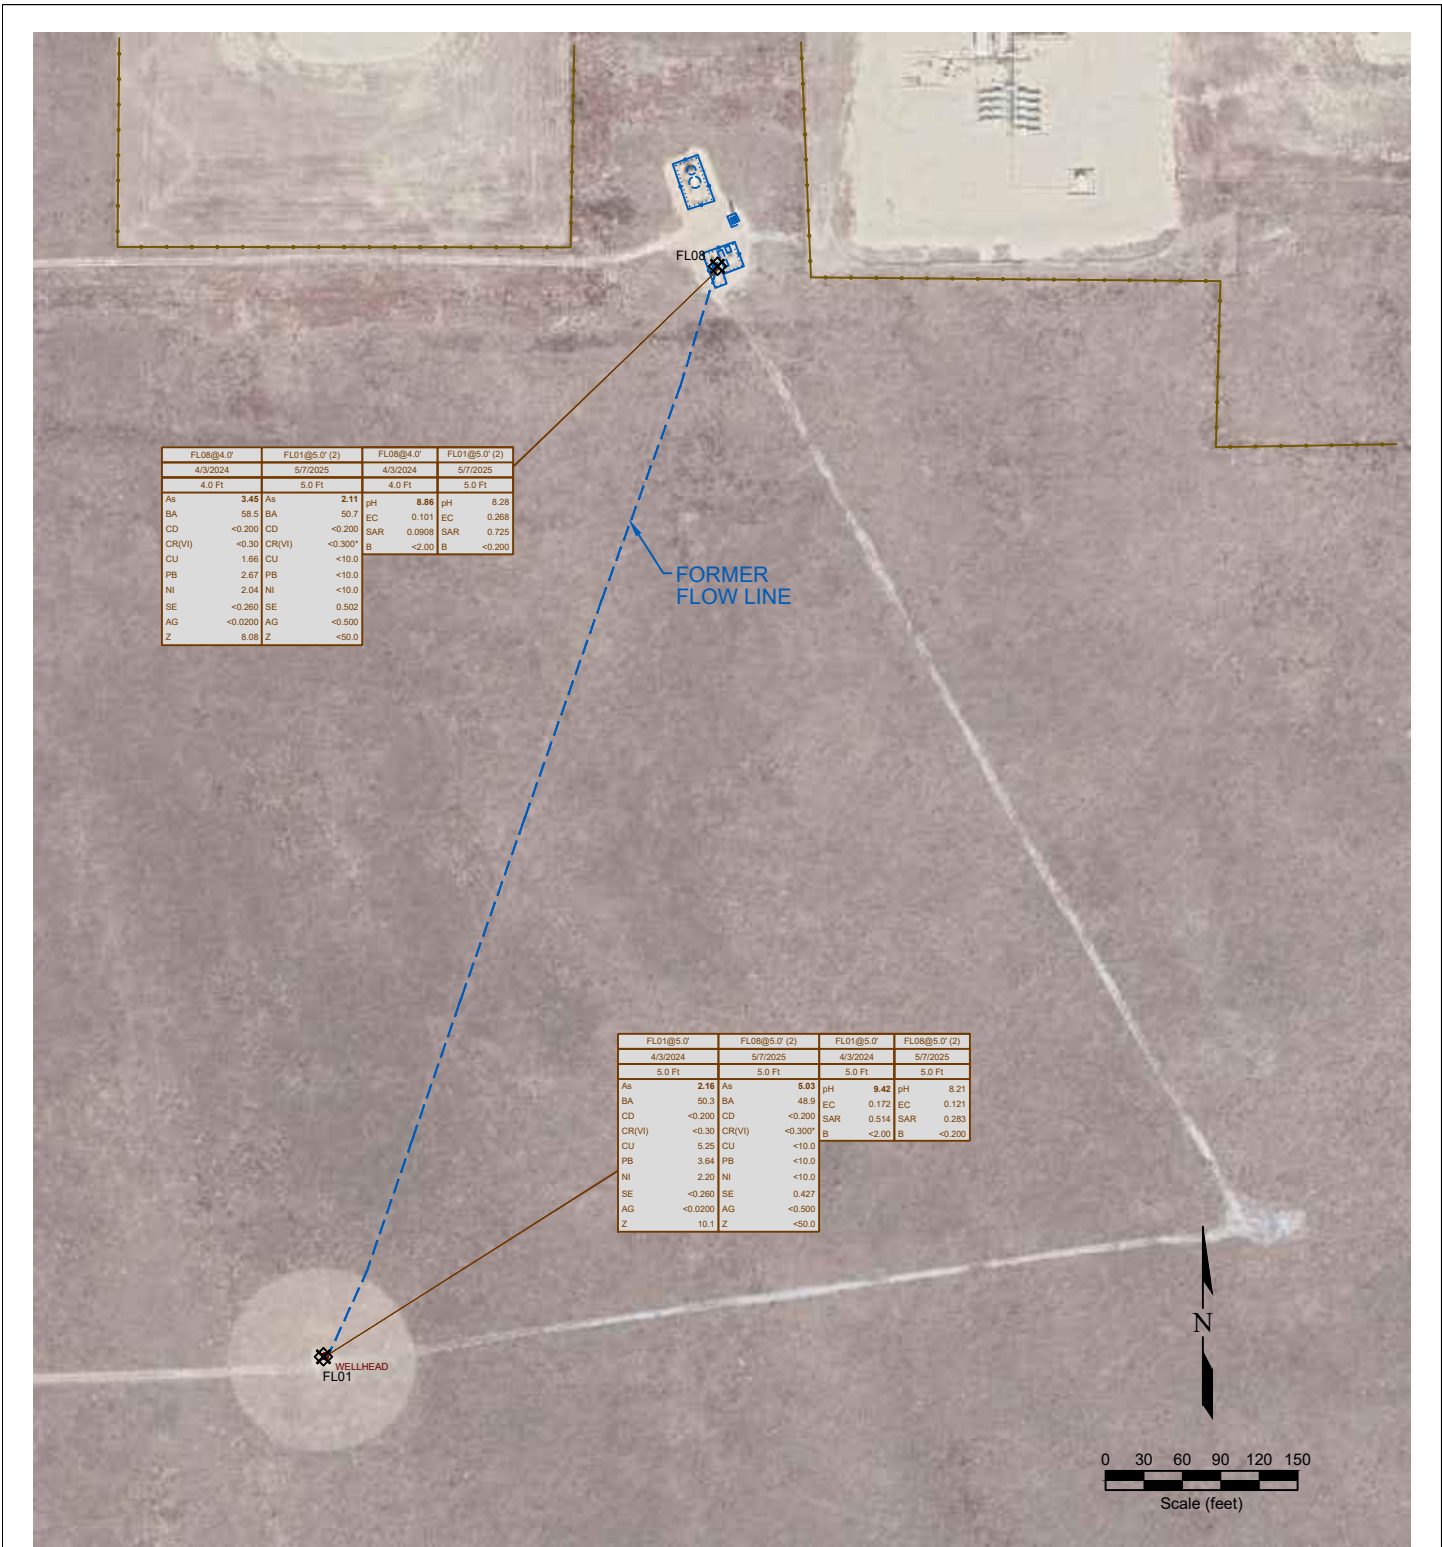 FL08
FL08@4.0' FL01@5.0' (2) FL08@4.0' FL01@5.0' (2)
4/3/2024 5/7/2025 4/3/2024 5/7/2025
4.0 Ft 5.0 Ft 4.0 Ft 5.0 Ft
As 3.45 As 2.11 pH 8.86 pH 8.28
BA 58.5 BA 50.7 EC 0.101 EC 0.268
CD <0.200 CD <0.200 SAR 0.0908 SAR 0.725
CR(VI) <0.30 CR(VI) <0.300* B <2.00 B <0.200
CU 1.66 CU <10.0
PB 2.67 PB <10.0
NI 2.04 NI <10.0
SE <0.260 SE 0.502
AG <0.0200 AG <0.500
Z 8.08 Z <50.0
FORMER
FLOW LINE
FL01@5.0' FL08@5.0' (2) FL01@5.0' FL08@5.0' (2)
4/3/2024 5/7/2025 4/3/2024 5/7/2025
5.0 Ft 5.0 Ft 5.0 Ft 5.0 Ft
As 2.16 As 5.03 pH 9.42 pH 8.21
BA 50.3 BA 48.9 EC 0.172 EC 0.121
CD <0.200 CD <0.200 SAR 0.514 SAR 0.283
CR(VI) <0.30 CR(VI) <0.300* B <2.00 B <0.200
CU 5.25 CU <10.0
PB 3.64 PB <10.0
NI 2.20 NI <10.0
SE <0.260 SE 0.427
AG <0.0200 AG <0.500
Z 10.1 Z <50.0
WELLHEAD
FL01
N
0 30 60 90 120 150
Scale (feet)